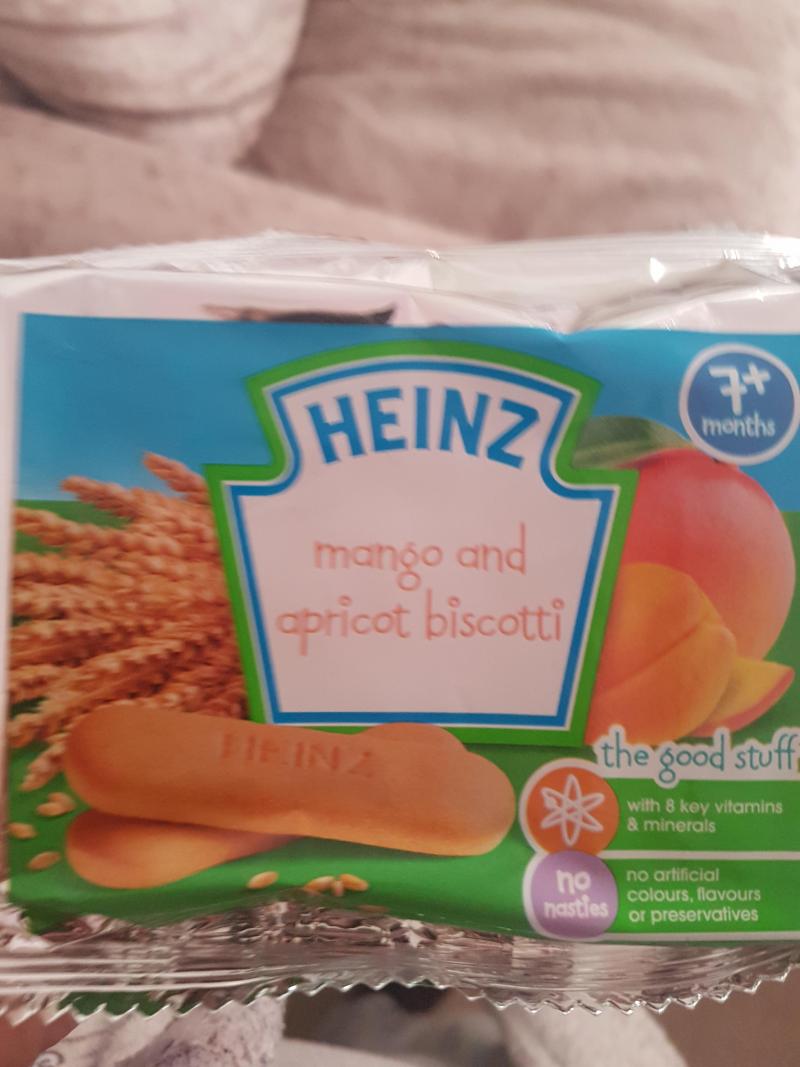 7+
months
HEINZ
mango and
apricot biscotti
HEINZ
the good stuff
with 8 key vitamins
& minerals
no
nasties
no artificial
colours, flavours
or preservatives